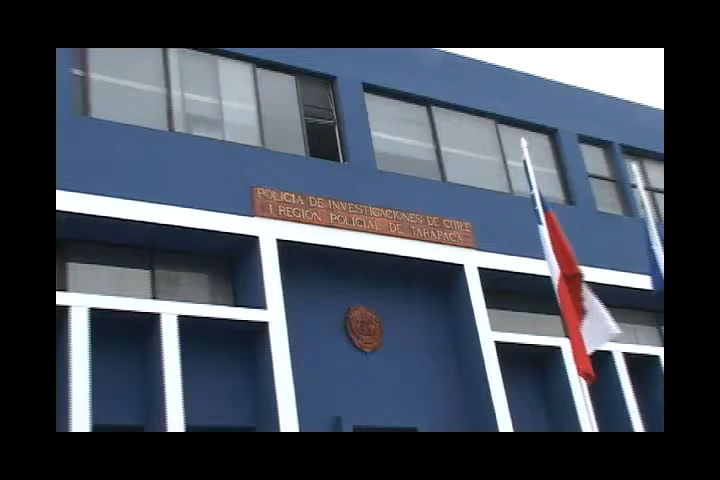 POLICIA DE INVESTIGACIONES DE CHILE
I REGION POLICIAL DE TARAPACA